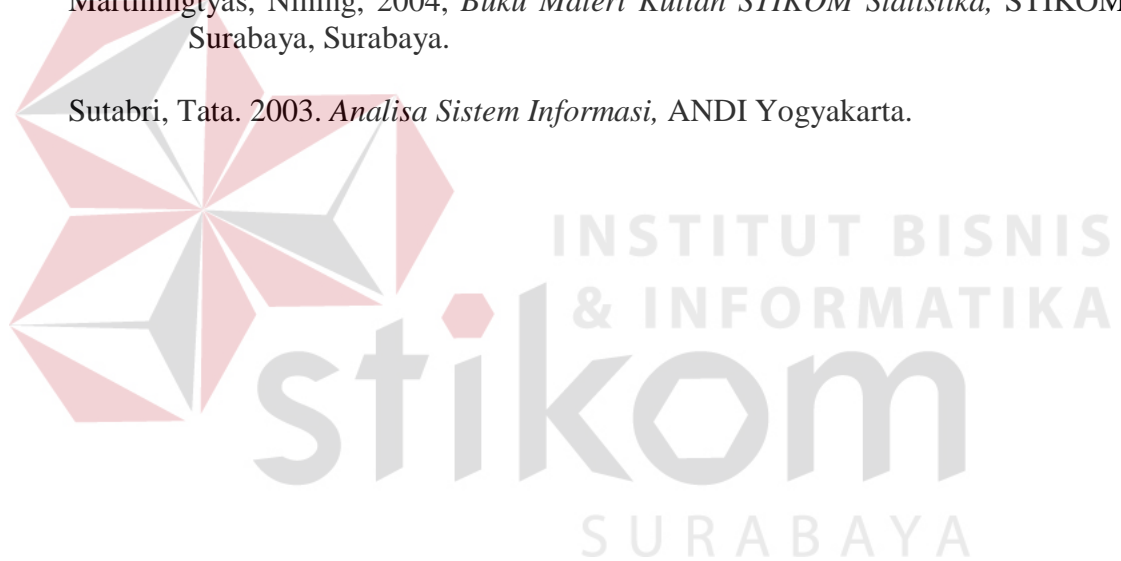 Martiningtyas, Nining, 2004, Buku Materi Kuliah STIKOM Statistika, STIKOM
Surabaya, Surabaya.
Sutabri, Tata. 2003. Analisa Sistem Informasi, ANDI Yogyakarta.
INSTITUT BISNIS
& INFORMATIKA
stikom
SURABAYA